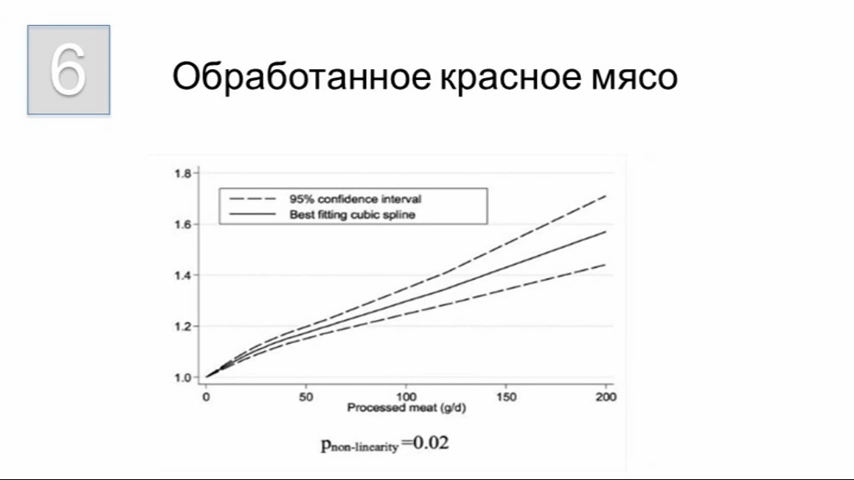 6
Обработанное красное мясо
1.8
95% confidence interval
Best fitting cubic spline
1.6
1.4
1.2
1.0
0 50 100 150 200
Processed meat (g/d)
pnon-linearity=0.02